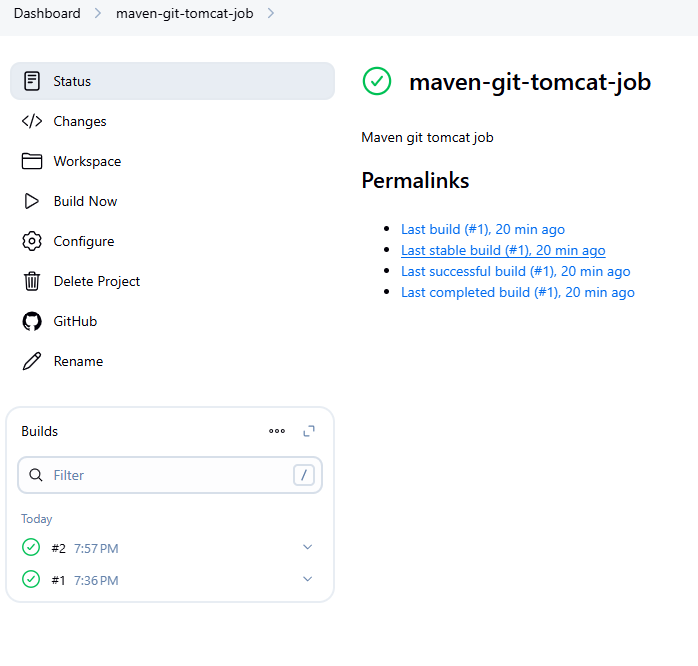 Dashboard > maven-git-tomcat-job >
Status
Changes
Workspace
Build Now
Configure
Delete Project
GitHub
Rename
maven-git-tomcat-job
Maven git tomcat job
Permalinks
Last build (#1), 20 min ago
Last stable build (#1), 20 min ago
Last successful build (#1), 20 min ago
Last completed build (#1), 20 min ago
Builds
Filter /
Today
#2 7:57 PM
#1 7:36 PM